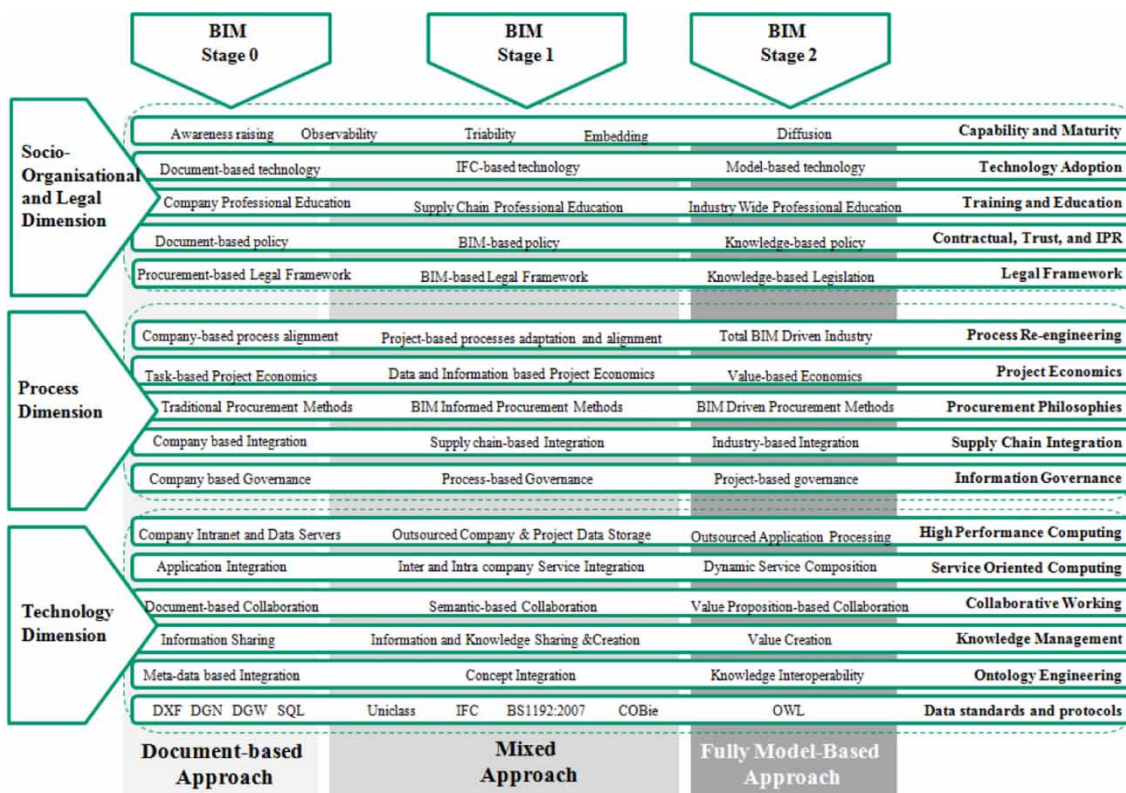 BIM
Stage 0
BIM
Stage 1
BIM
Stage 2
Socio-
Organisational
and Legal
Dimension
Awareness raising Observability Triability Embedding Diffusion Capability and Maturity
Document-based technology IFC-based technology Model-based technology Technology Adoption
Company Professional Education Supply Chain Professional Education Industry Wide Professional Education Training and Education
Document-based policy BIM-based policy Knowledge-based policy Contractual, Trust, and IPR
Procurement-based Legal Framework BIM-based Legal Framework Knowledge-based Legislation Legal Framework
Process
Dimension
Company-based process alignment Project-based processes adaptation and alignment Total BIM Driven Industry Process Re-engineering
Task-based Project Economics Data and Information based Project Economics Value-based Economics Project Economics
Traditional Procurement Methods BIM Informed Procurement Methods BIM Driven Procurement Methods Procurement Philosophies
Company based Integration Supply chain-based Integration Industry-based Integration Supply Chain Integration
Company based Governance Process-based Governance Project-based governance Information Governance
Technology
Dimension
Company Intranet and Data Servers Outsourced Company & Project Data Storage Outsourced Application Processing High Performance Computing
Application Integration Inter and Intra company Service Integration Dynamic Service Composition Service Oriented Computing
Document-based Collaboration Semantic-based Collaboration Value Proposition-based Collaboration Collaborative Working
Information Sharing Information and Knowledge Sharing &Creation Value Creation Knowledge Management
Meta-data based Integration Concept Integration Knowledge Interoperability Ontology Engineering
DXF DGN DGW SQL Uniclass IFC BS1192:2007 COBie OWL Data standards and protocols
Document-based
Approach
Mixed
Approach
Fully Model-Based
Approach